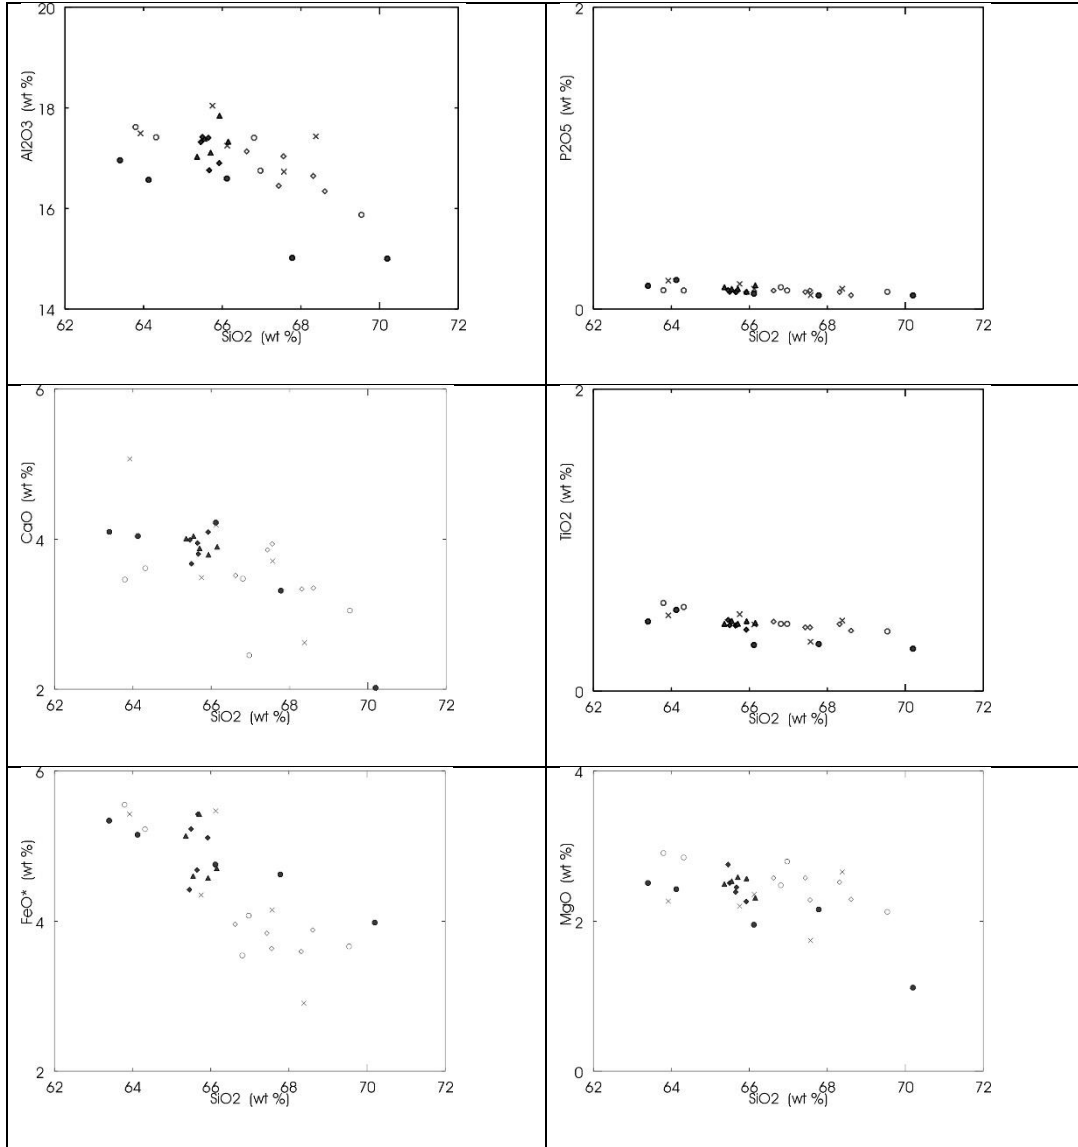 20
18
16
14
Al2O3 (wt %)
62 64 66 68 70 72
SiO2 (wt %)
2
0
P2O5 (wt %)
62 64 66 68 70 72
SiO2 (wt %)
6
4
2
CaO (wt %)
62 64 66 68 70 72
SiO2 (wt %)
2
0
TiO2 (wt %)
62 64 66 68 70 72
SiO2 (wt %)
6
4
2
FeO* (wt %)
62 64 66 68 70 72
SiO2 (wt %)
4
2
0
MgO (wt %)
62 64 66 68 70 72
SiO2 (wt %)